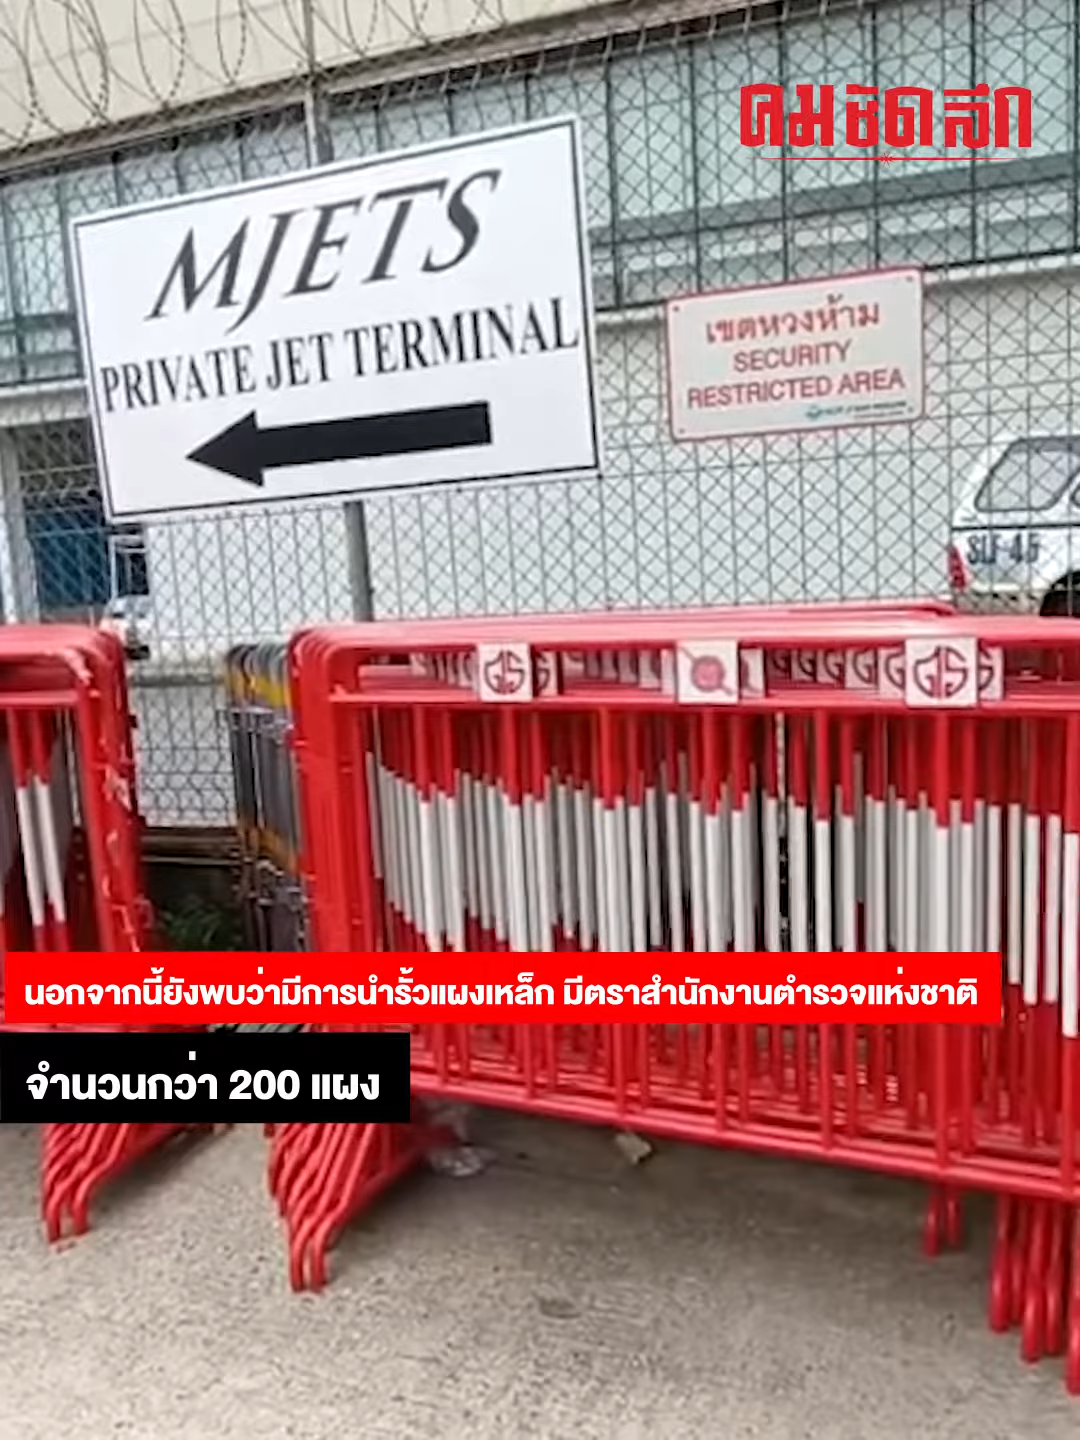 คมชัดลึก
MJETS
PRIVATE JET TERMINAL
เขตหวงห้าม
SECURITY
RESTRICTED AREA
SLF-45
นอกจากนี้ยังพบว่ามีการนำรั้วแผงเหล็ก มีตราสำนักงานตำรวจแห่งชาติ
จำนวนกว่า 200 แผง